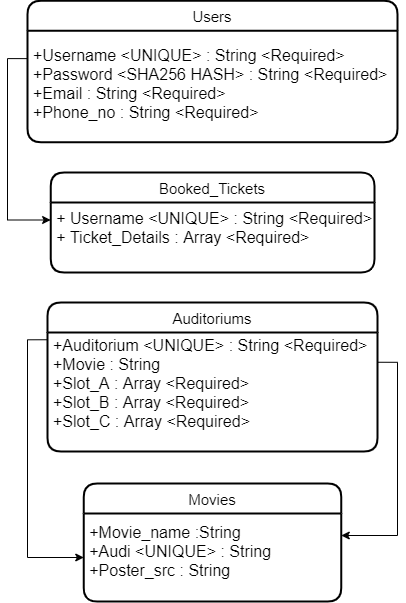 Users
+Username <UNIQUE> : String <Required>
+Password <SHA256 HASH> : String <Required>
+Email : String <Required>
+Phone_no : String <Required>
Booked_Tickets
+ Username <UNIQUE> : String <Required>
+ Ticket_Details : Array <Required>
Auditoriums
+Auditorium <UNIQUE> : String <Required>
+Movie : String
+Slot_A : Array <Required>
+Slot_B : Array <Required>
+Slot_C : Array <Required>
Movies
+Movie_name :String
+Audi <UNIQUE> : String
+Poster_src : String